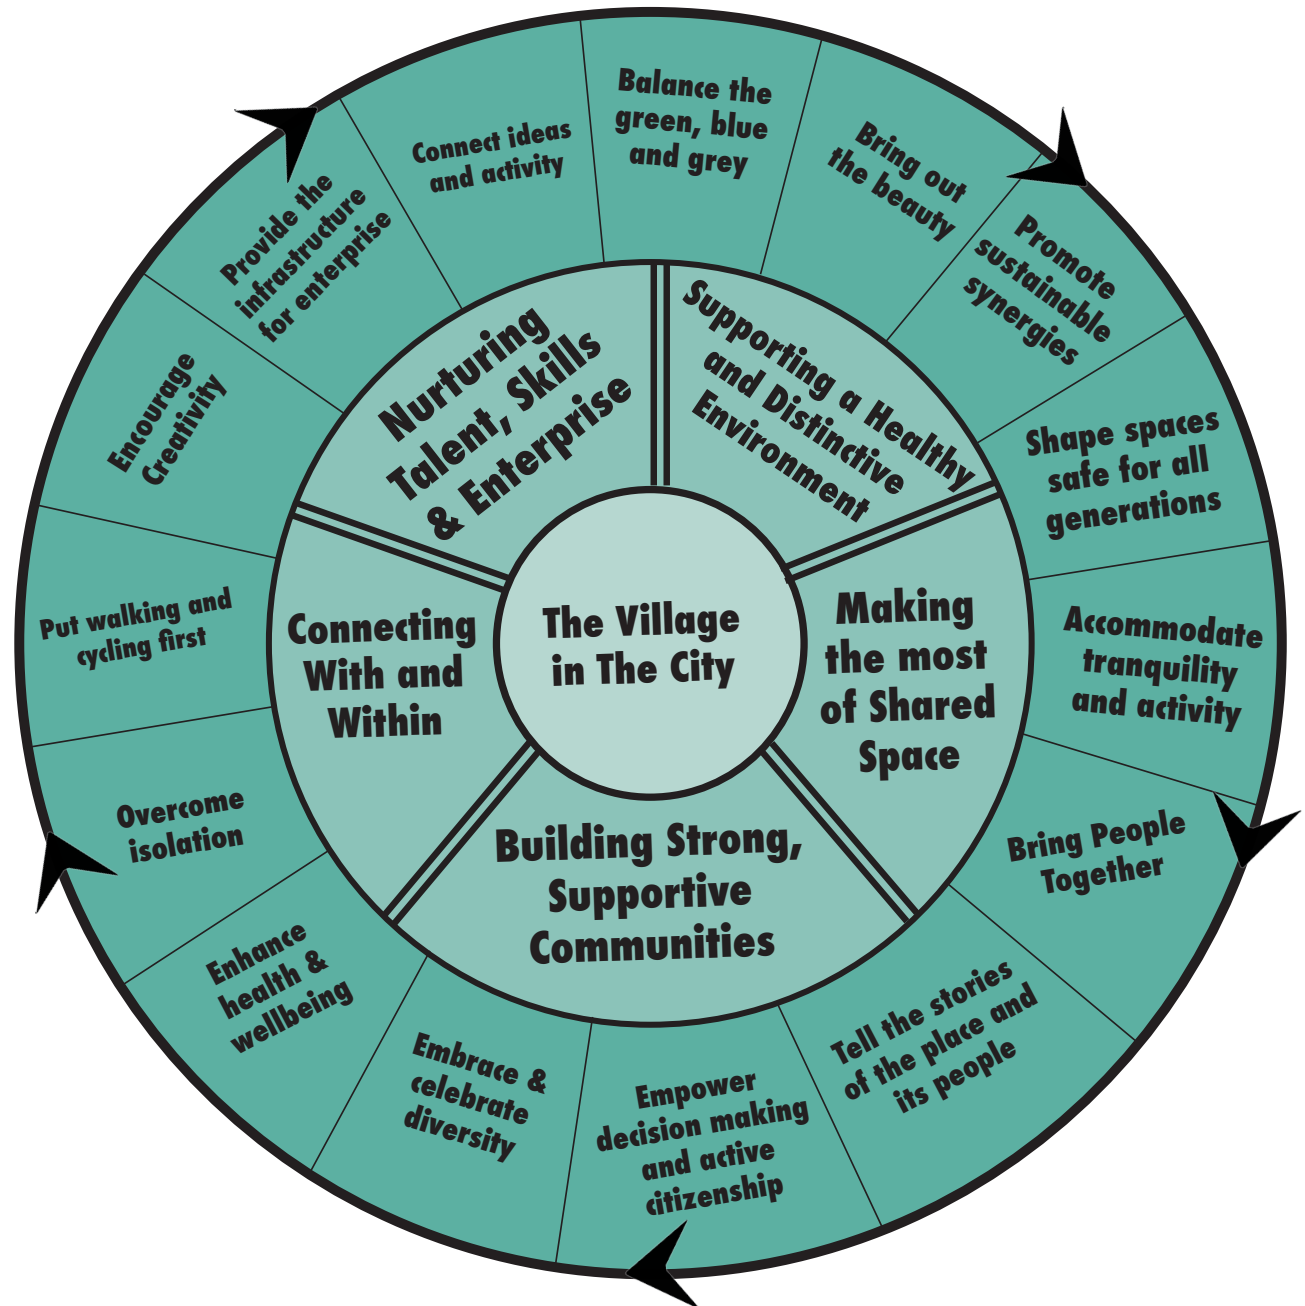 The Village
in The City
Supporting a Healthy
and Distinctive
Environment
Making
the most
of Shared
Space
Building Strong,
Supportive
Communities
Connecting
With and
Within
Nurturing
Talent, Skills
& Enterprise
Balance the
green, blue
and grey
Bring out
the beauty
Promote
sustainable
synergies
Shape spaces
safe for all
generations
Accommodate
tranquility
and activity
Bring People
Together
Tell the stories
of the place and
its people
Empower
decision making
and active
citizenship
Embrace &
celebrate
diversity
Enhance
health &
wellbeing
Overcome
isolation
Put walking and
cycling first
Encourage
Creativity
Provide the
infrastructure
for enterprise
Connect ideas
and activity